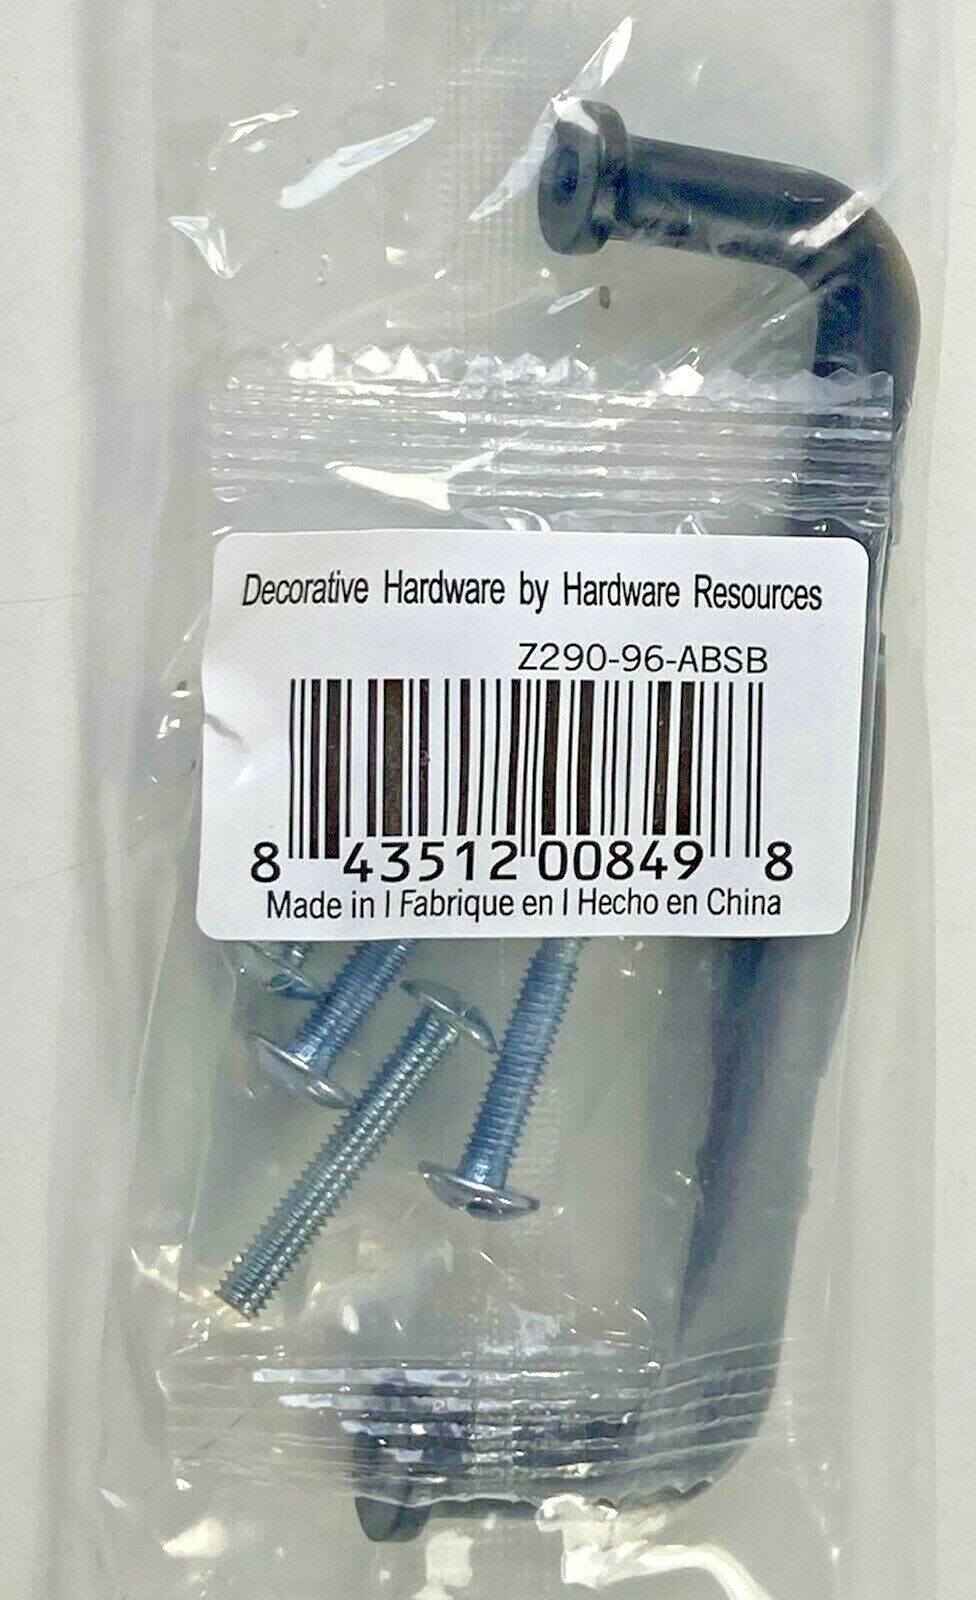 Decorative Hardware by Hardware Resources
Z290-96-ABSB
8 43512 00849 8
Made in | Fabrique en | Hecho en China